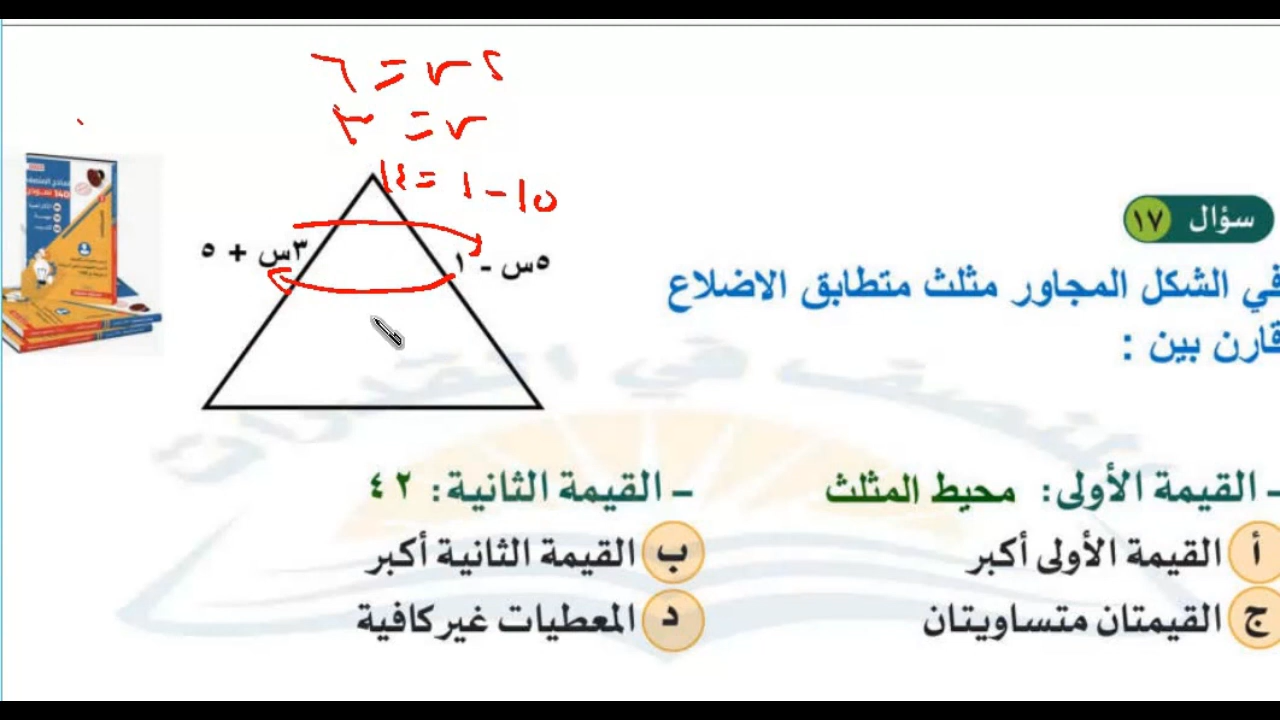 ٢س = ٦
س = ٣
١٥ - ١ = ١٤
سؤال ١٧
٣س + ٥
٥س - ١
في الشكل المجاور مثلث متطابق الاضلاع
قارن بين :
- القيمة الأولى: محيط المثلث
- القيمة الثانية: ٤٢
أ القيمة الأولى أكبر
ب القيمة الثانية أكبر
ج القيمتان متساويتان
د المعطيات غير كافية